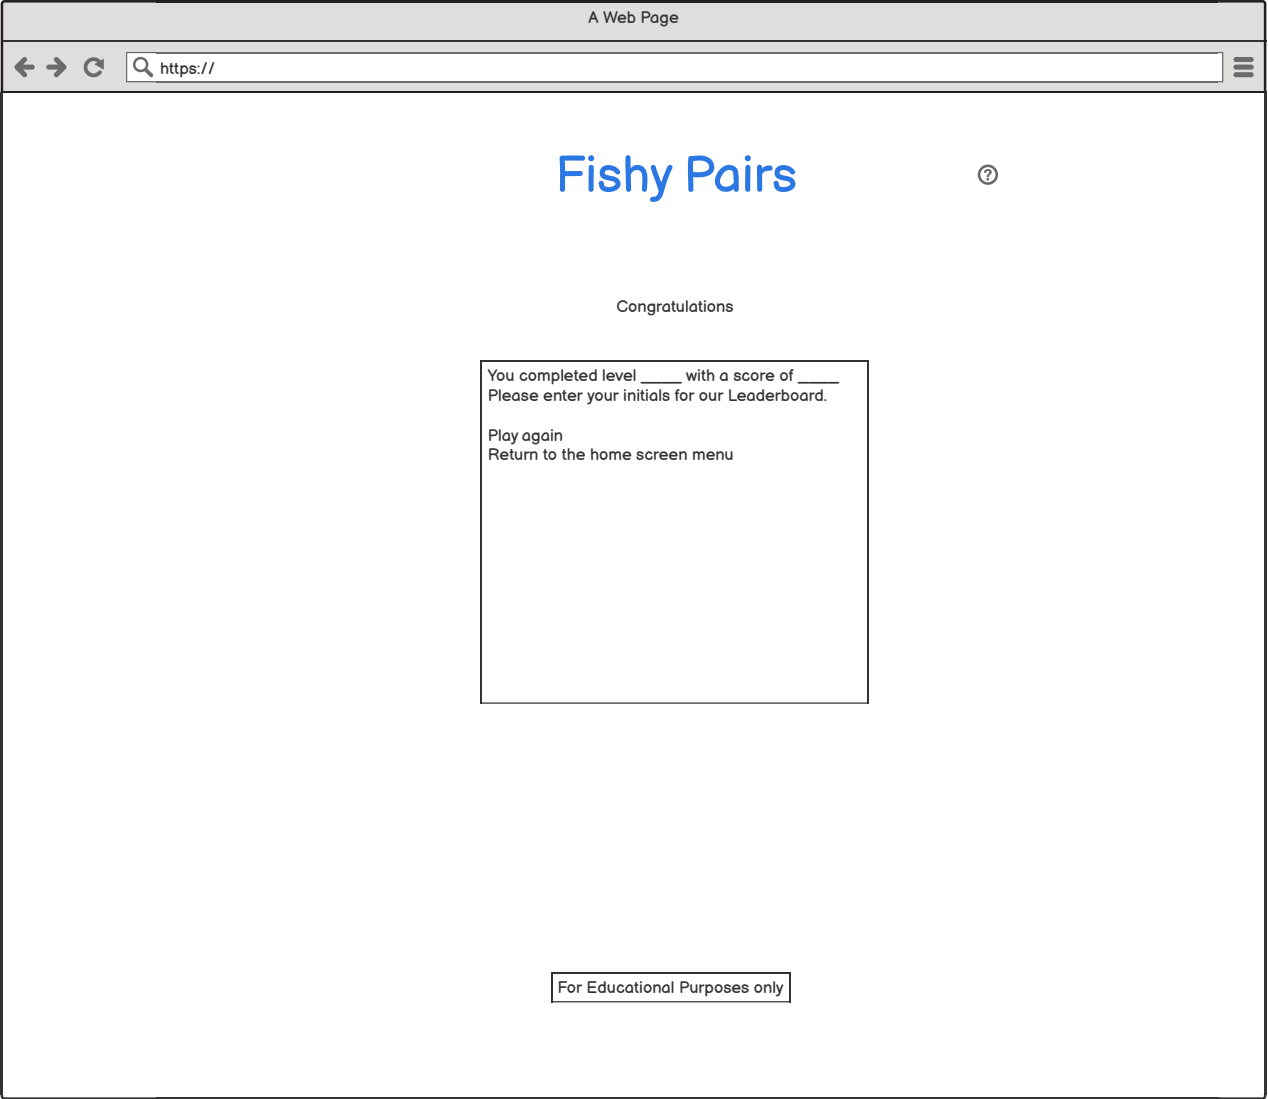 A Web Page
https://
Fishy Pairs
?
Congratulations
You completed level _____ with a score of _____
Please enter your initials for our Leaderboard.
Play again
Return to the home screen menu
For Educational Purposes only